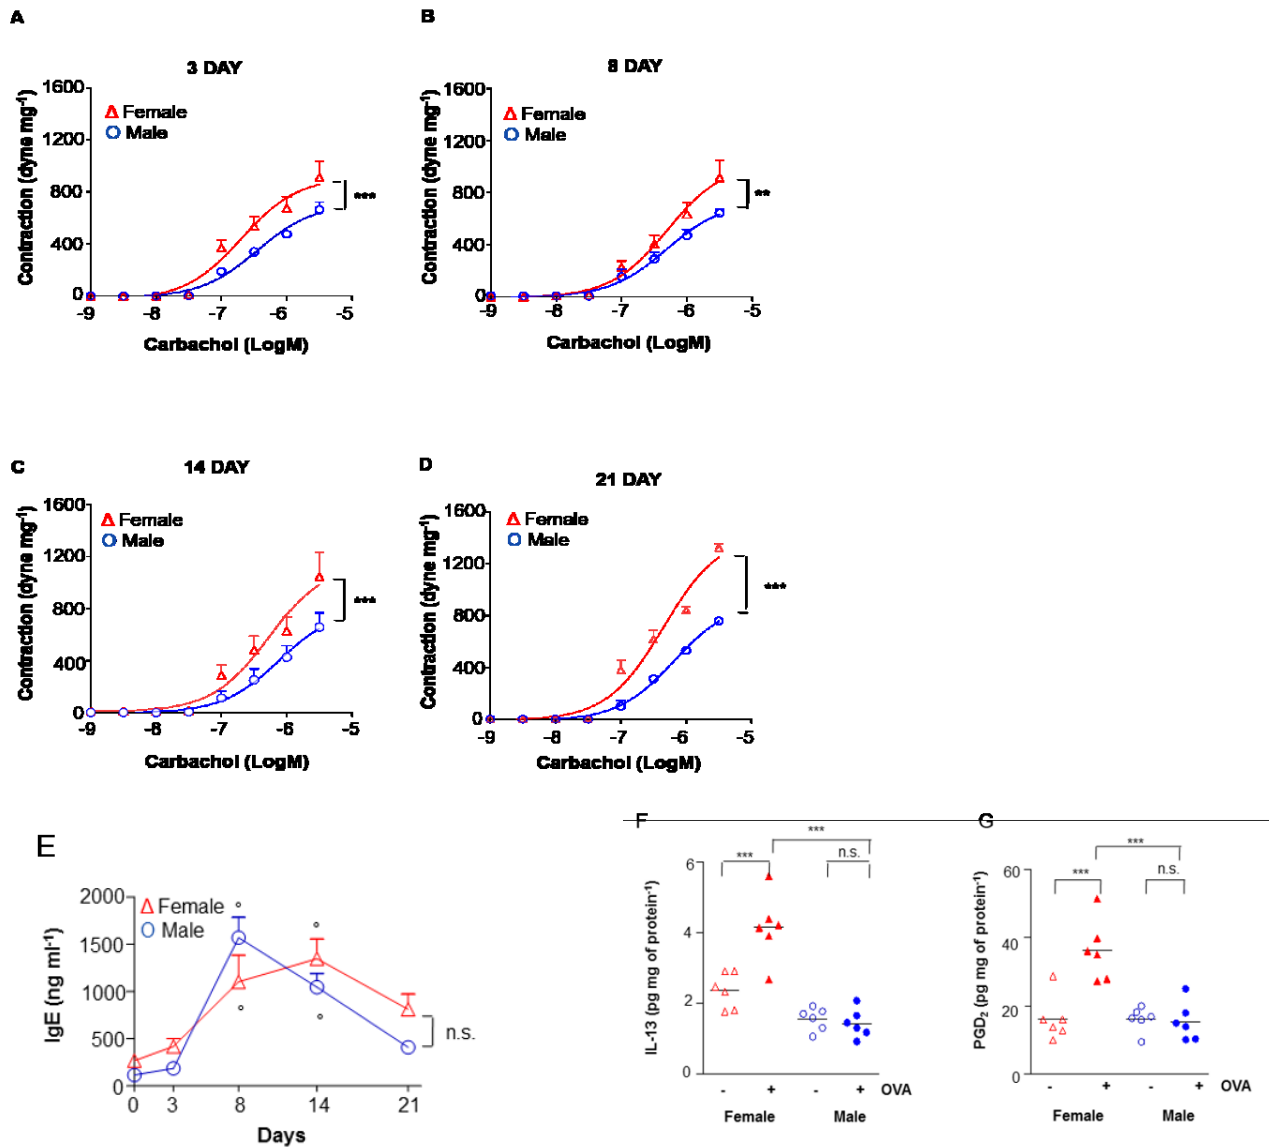 A
3 DAY
1600
1200
800
400
0
Contraction (dyne mg-1)
Female
Male
***
-9 -8 -7 -6 -5
Carbachol (LogM)
B
8 DAY
1600
1200
800
400
0
Contraction (dyne mg-1)
Female
Male
**
-9 -8 -7 -6 -5
Carbachol (LogM)
C
14 DAY
1600
1200
800
400
0
Contraction (dyne mg-1)
Female
Male
***
-9 -8 -7 -6 -5
Carbachol (LogM)
D
21 DAY
1600
1200
800
400
0
Contraction (dyne mg-1)
Female
Male
***
-9 -8 -7 -6 -5
Carbachol (LogM)
E
2000
1500
1000
500
0
IgE (ng ml-1)
Female
Male
n.s.
0 3 8 14 21
Days
F
***
*** n.s.
6
4
2
0
IL-13 (pg mg of protein-1)
- + - + OVA
Female Male
G
***
*** n.s.
60
40
20
0
PGD2 (pg mg of protein-1)
- + - + OVA
Female Male